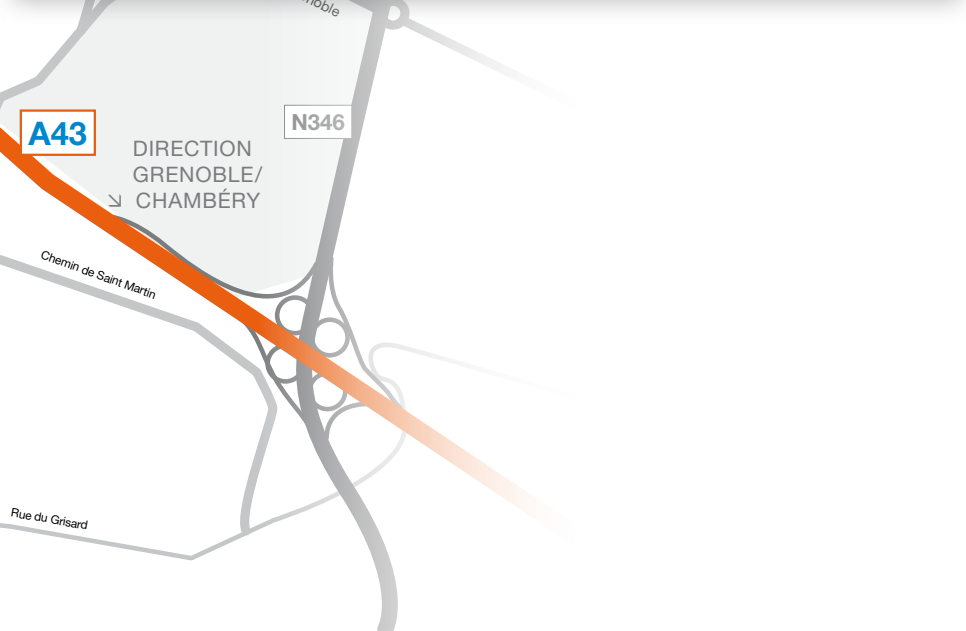 A43
N346
DIRECTION
GRENOBLE/
CHAMBÉRY
Chemin de Saint Martin
Rue du Grisard